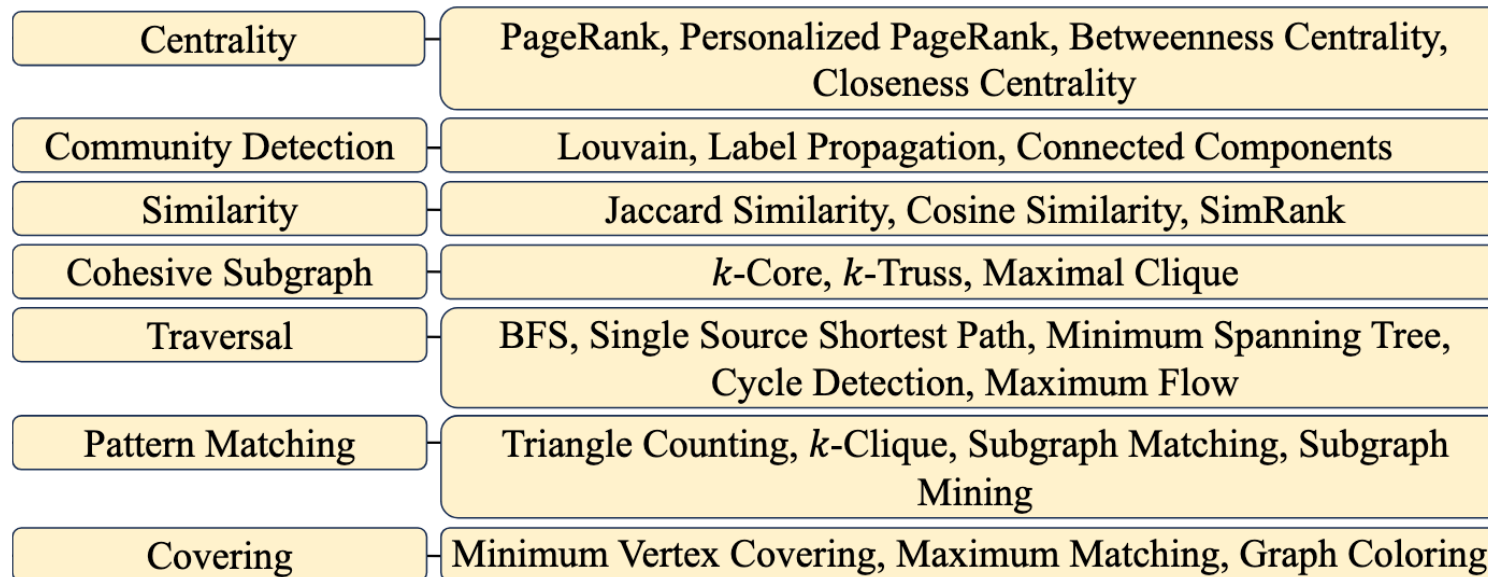 Centrality
PageRank, Personalized PageRank, Betweenness Centrality,
Closeness Centrality
Community Detection
Louvain, Label Propagation, Connected Components
Similarity
Jaccard Similarity, Cosine Similarity, SimRank
Cohesive Subgraph
k-Core, k-Truss, Maximal Clique
Traversal
BFS, Single Source Shortest Path, Minimum Spanning Tree,
Cycle Detection, Maximum Flow
Pattern Matching
Triangle Counting, k-Clique, Subgraph Matching, Subgraph
Mining
Covering
Minimum Vertex Covering, Maximum Matching, Graph Coloring